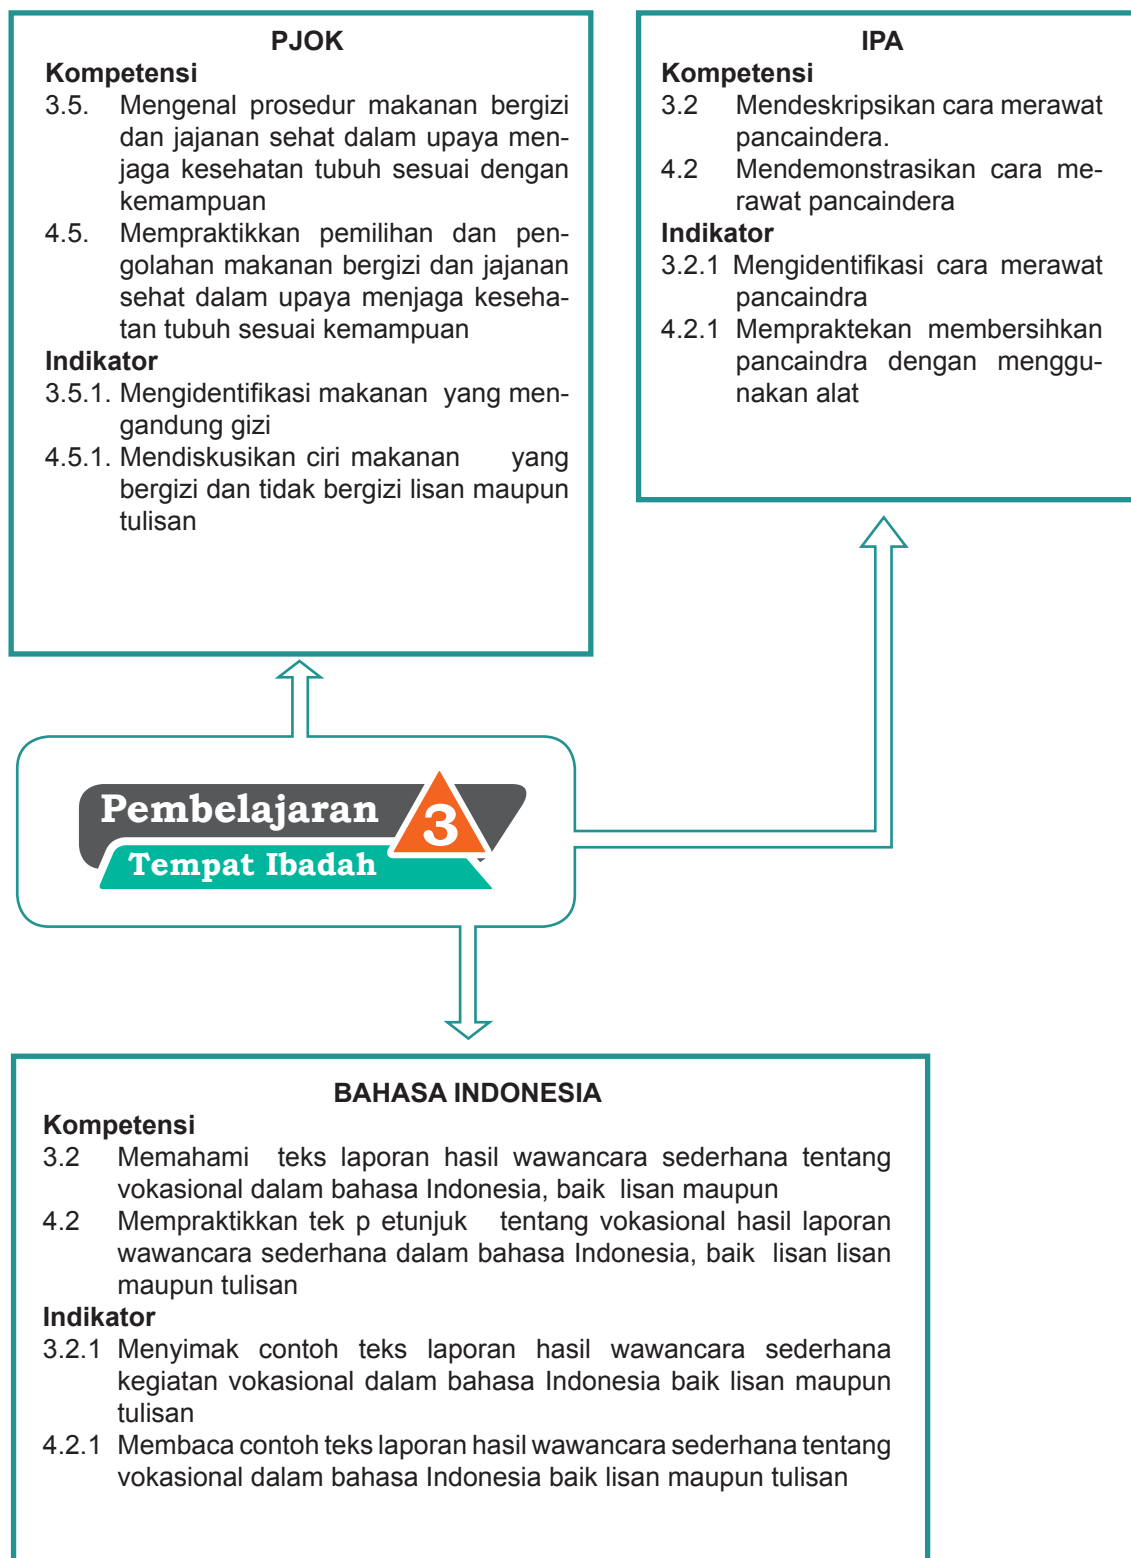 PJOK
Kompetensi
3.5. Mengenal prosedur makanan bergizi
dan jajanan sehat dalam upaya men-
jaga kesehatan tubuh sesuai dengan
kemampuan
4.5. Mempraktikkan pemilihan dan pen-
golahan makanan bergizi dan jajanan
sehat dalam upaya menjaga keseha-
tan tubuh sesuai kemampuan
Indikator
3.5.1. Mengidentifikasi makanan yang men-
gandung gizi
4.5.1. Mendiskusikan ciri makanan yang
bergizi dan tidak bergizi lisan maupun
tulisan
IPA
Kompetensi
3.2 Mendeskripsikan cara merawat
pancaindera.
4.2 Mendemonstrasikan cara me-
rawat pancaindera
Indikator
3.2.1 Mengidentifikasi cara merawat
pancaindra
4.2.1 Mempraktekan membersihkan
pancaindra dengan menggu-
nakan alat
Pembelajaran 3
Tempat Ibadah
BAHASA INDONESIA
Kompetensi
3.2 Memahami teks laporan hasil wawancara sederhana tentang
vokasional dalam bahasa Indonesia, baik lisan maupun
4.2 Mempraktikkan tek p etunjuk tentang vokasional hasil laporan
wawancara sederhana dalam bahasa Indonesia, baik lisan lisan
maupun tulisan
Indikator
3.2.1 Menyimak contoh teks laporan hasil wawancara sederhana
kegiatan vokasional dalam bahasa Indonesia baik lisan maupun
tulisan
4.2.1 Membaca contoh teks laporan hasil wawancara sederhana tentang
vokasional dalam bahasa Indonesia baik lisan maupun tulisan